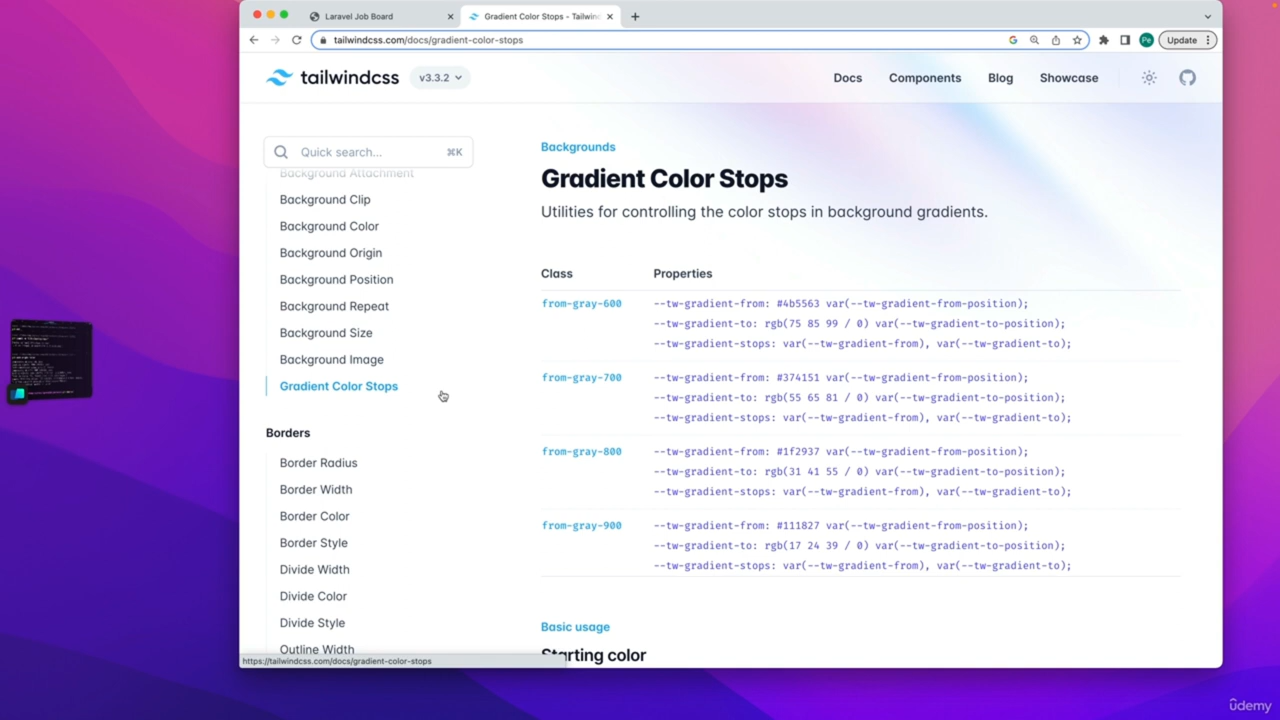 Laravel Job Board
Gradient Color Stops - Tailwin
tailwindcss.com/docs/gradient-color-stops
Pe
Update
tailwindcss
v3.3.2
Docs
Components
Blog
Showcase
Quick search...
⌘K
Background Attachment
Background Clip
Background Color
Background Origin
Background Position
Background Repeat
Background Size
Background Image
Gradient Color Stops
Borders
Border Radius
Border Width
Border Color
Border Style
Divide Width
Divide Color
Divide Style
Outline Width
https://tailwindcss.com/docs/gradient-color-stops
Backgrounds
Gradient Color Stops
Utilities for controlling the color stops in background gradients.
Class Properties
from-gray-600 --tw-gradient-from: #4b5563 var(--tw-gradient-from-position);
--tw-gradient-to: rgb(75 85 99 / 0) var(--tw-gradient-to-position);
--tw-gradient-stops: var(--tw-gradient-from), var(--tw-gradient-to);
from-gray-700 --tw-gradient-from: #374151 var(--tw-gradient-from-position);
--tw-gradient-to: rgb(55 65 81 / 0) var(--tw-gradient-to-position);
--tw-gradient-stops: var(--tw-gradient-from), var(--tw-gradient-to);
from-gray-800 --tw-gradient-from: #1f2937 var(--tw-gradient-from-position);
--tw-gradient-to: rgb(31 41 55 / 0) var(--tw-gradient-to-position);
--tw-gradient-stops: var(--tw-gradient-from), var(--tw-gradient-to);
from-gray-900 --tw-gradient-from: #111827 var(--tw-gradient-from-position);
--tw-gradient-to: rgb(17 24 39 / 0) var(--tw-gradient-to-position);
--tw-gradient-stops: var(--tw-gradient-from), var(--tw-gradient-to);
Basic usage
Starting color
ûdemy